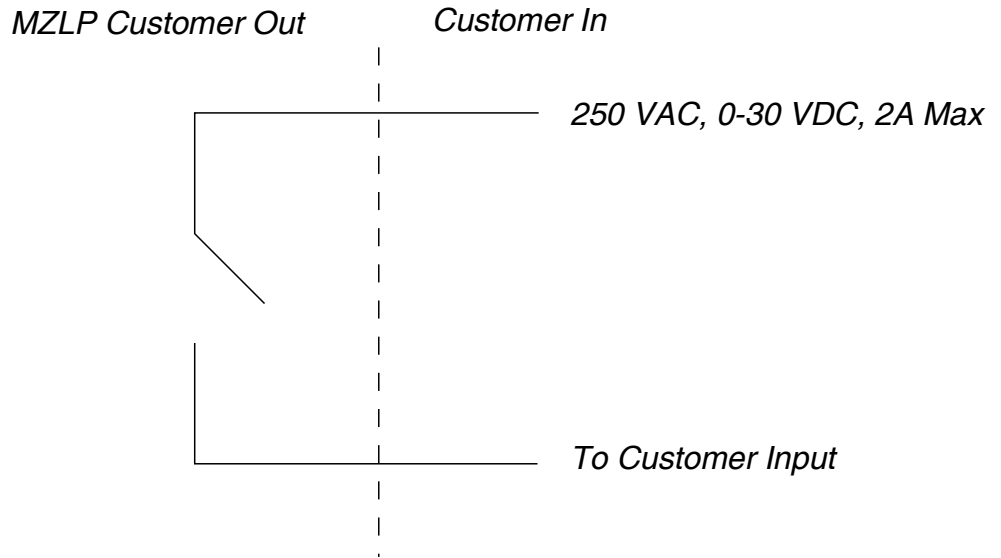 MZLP Customer Out
Customer In
250 VAC, 0-30 VDC, 2A Max
To Customer Input